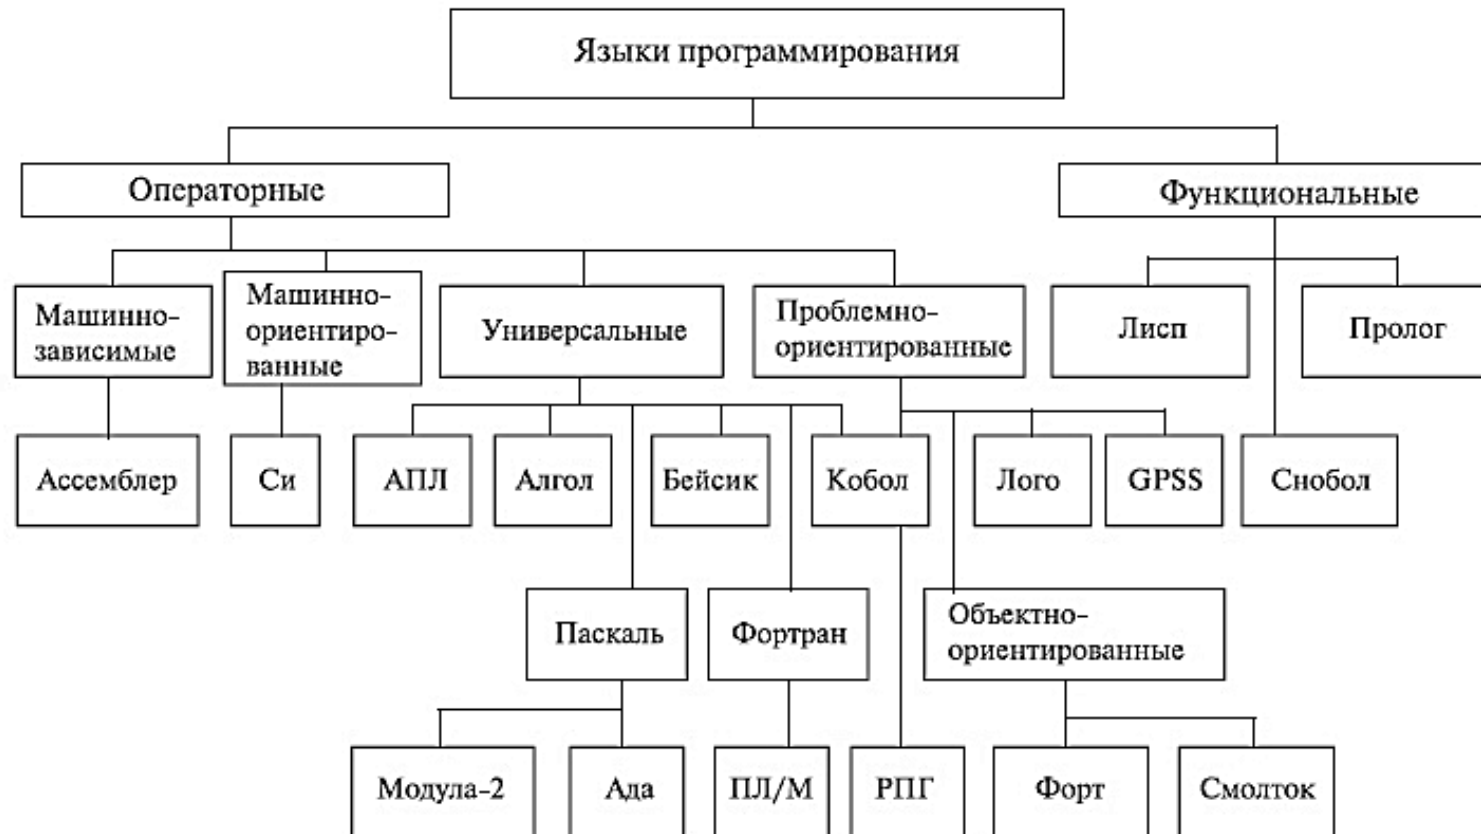 Языки программирования
Операторные
Функциональные
Машинно-
зависимые
Машинно-
ориентиро-
ванные
Универсальные
Проблемно-
ориентированные
Лисп
Пролог
Ассемблер
Си
АПЛ
Алгол
Бейсик
Кобол
Лого
GPSS
Снобол
Паскаль
Фортран
Объектно-
ориентированные
Модула-2
Ада
ПЛ/М
РПГ
Форт
Смолток